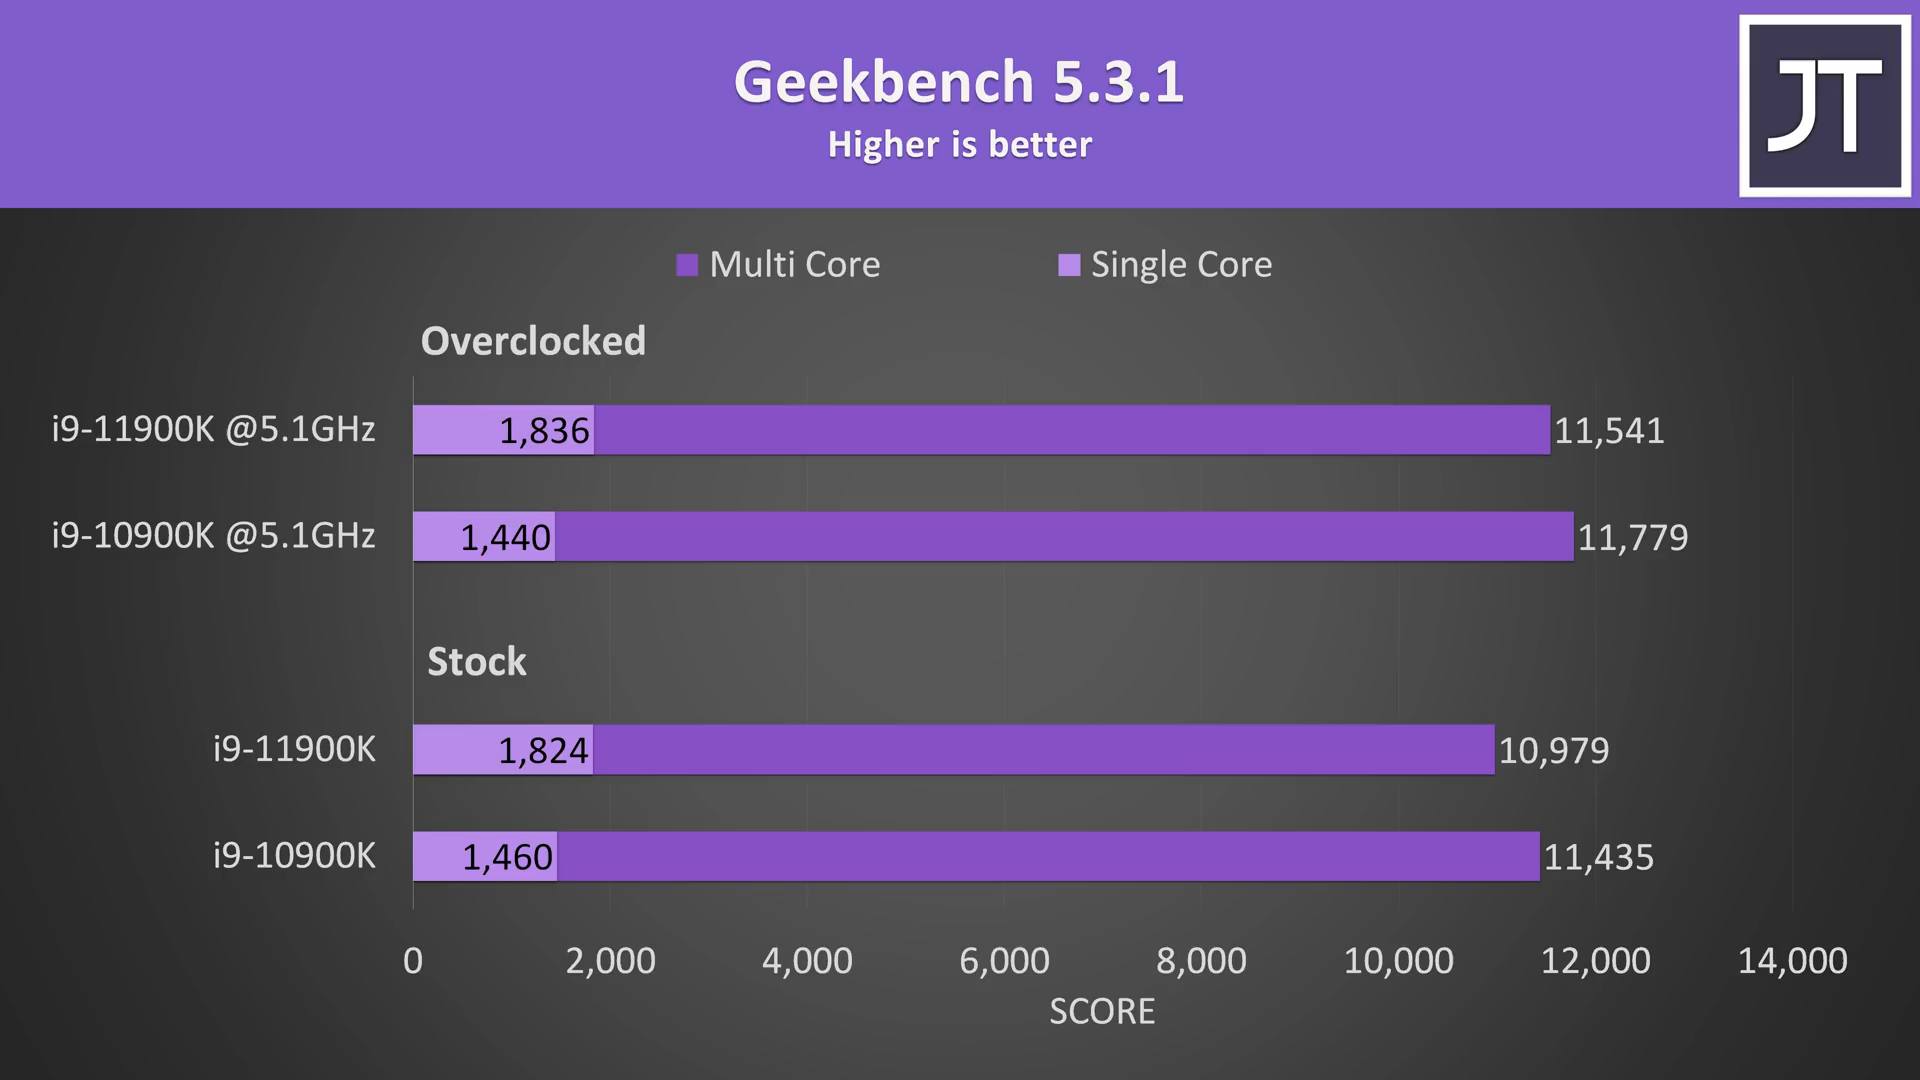 Geekbench 5.3.1
Higher is better
JT
Multi Core
Single Core
Overclocked
i9-11900K @5.1GHz
1,836
11,541
i9-10900K @5.1GHz
1,440
11,779
Stock
i9-11900K
1,824
10,979
i9-10900K
1,460
11,435
0 2,000 4,000 6,000 8,000 10,000 12,000 14,000
SCORE